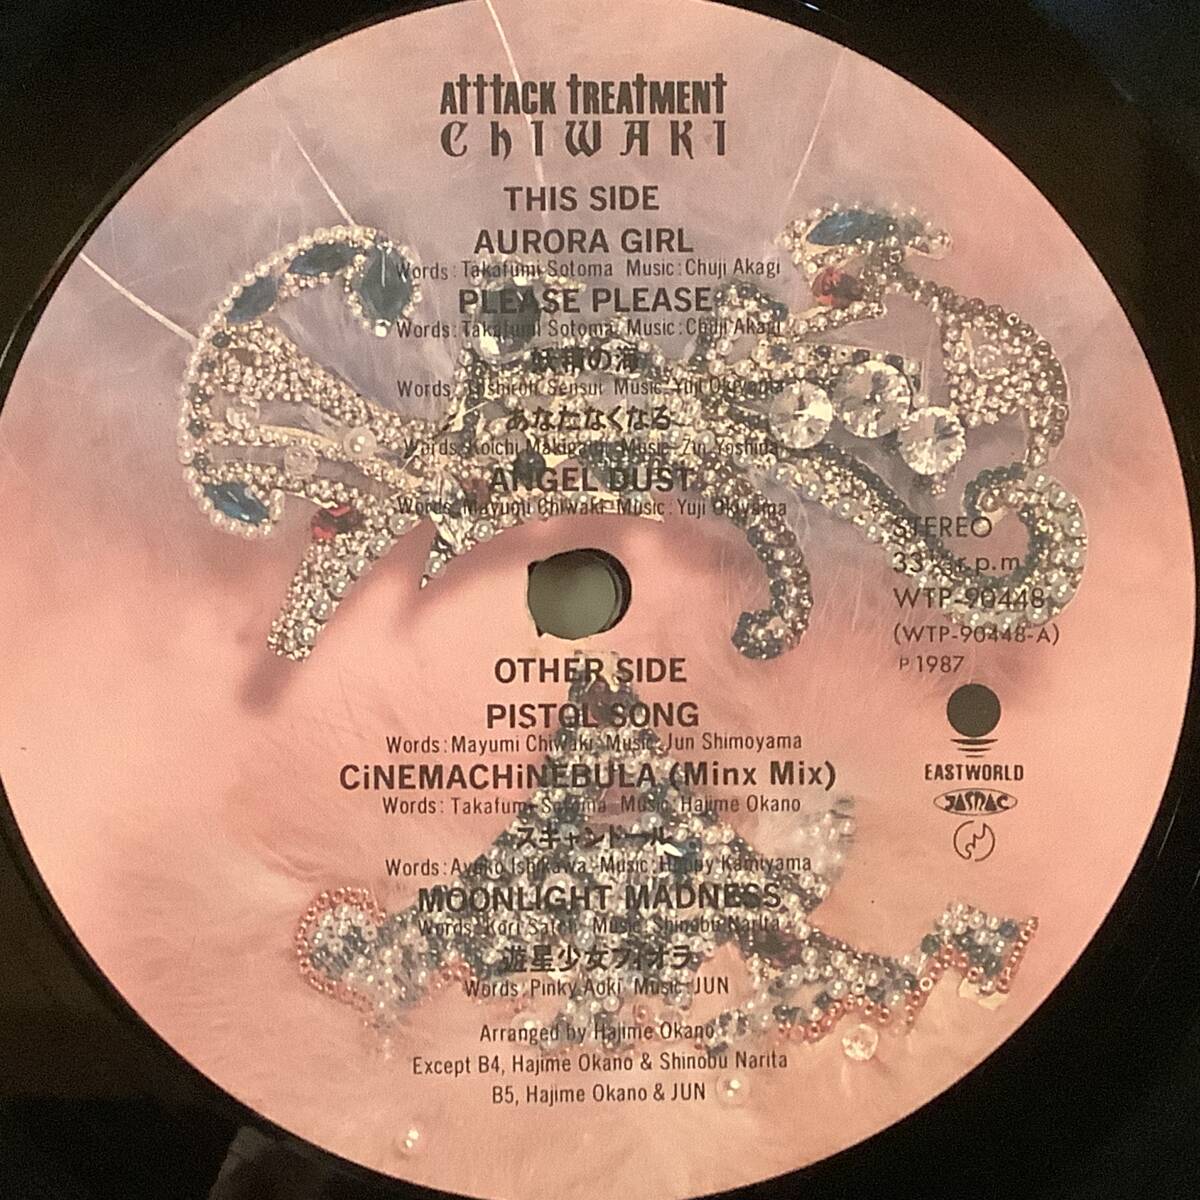 ATTTACK TREATMENT
CHIWAKI
THIS SIDE
AURORA GIRL
Words: Takafumi Sotoma Music: Chuji Akagi
PLEASE PLEASE
Words: Takafumi Sotoma Music: Chuji Akagi
妖精の海
Words: Sensui Music: Yuji Okiyama
あなたなくなる
Words: Koichi Makigami Music: Zin Yoshida
ANGEL DUST
Words: Mayumi Chiwaki Music: Yuji Okiyama
STEREO
33⅓ r.p.m
WTP-90448
(WTP-90448-A)
℗ 1987
OTHER SIDE
PISTOL SONG
Words: Mayumi Chiwaki Music: Jun Shimoyama
CiNEMACHiNEBULA (Minx Mix)
Words: Takafumi Sotoma Music: Hajime Okano
スキャンドール
Words: Ayuko Ishikawa Music: Happy Kamiyama
MOONLIGHT MADNESS
Words: Kori Satoh Music: Shinobu Narita
遊星少女フィオラ
Words: Pinky Aoki Music: JUN
Arranged by Hajime Okano
Except B4, Hajime Okano & Shinobu Narita
B5, Hajime Okano & JUN
EASTWORLD
JASRAC